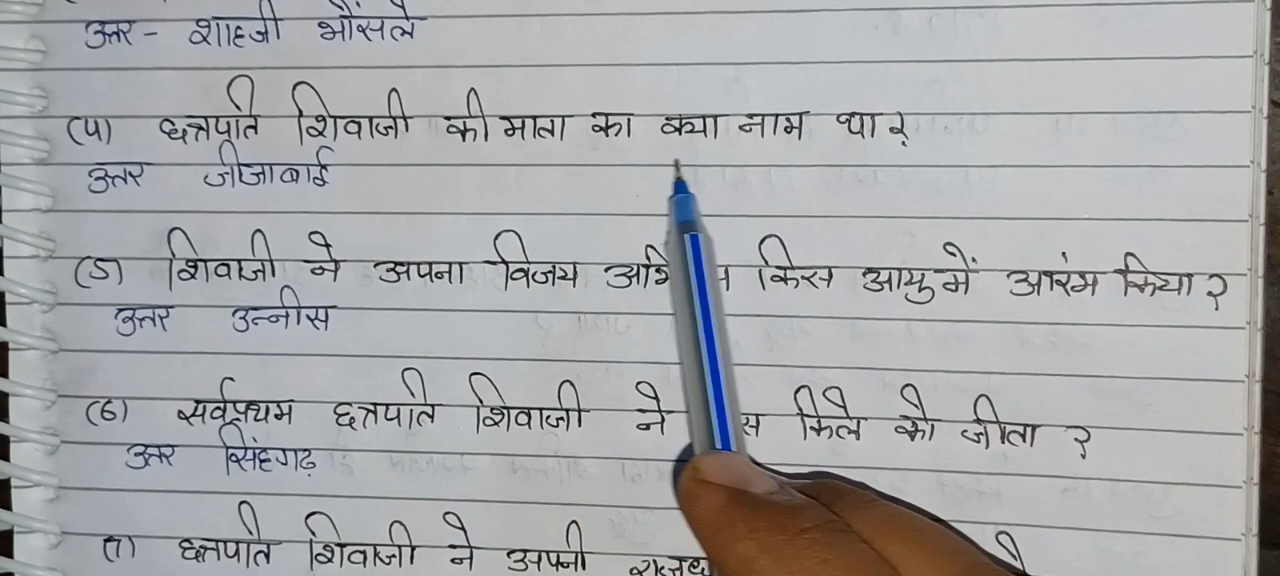 उत्तर - शाहजी भोंसले
(4) छत्रपति शिवाजी की माता का क्या नाम था ?
उत्तर जीजाबाई
(5) शिवाजी ने अपना विजय किस आयु में आरंभ किया ?
उत्तर उन्नीस
(6) सर्वप्रथम छत्रपति शिवाजी ने किले को जीता ?
उत्तर सिंहगढ़
(7) छत्रपति शिवाजी ने अपनी